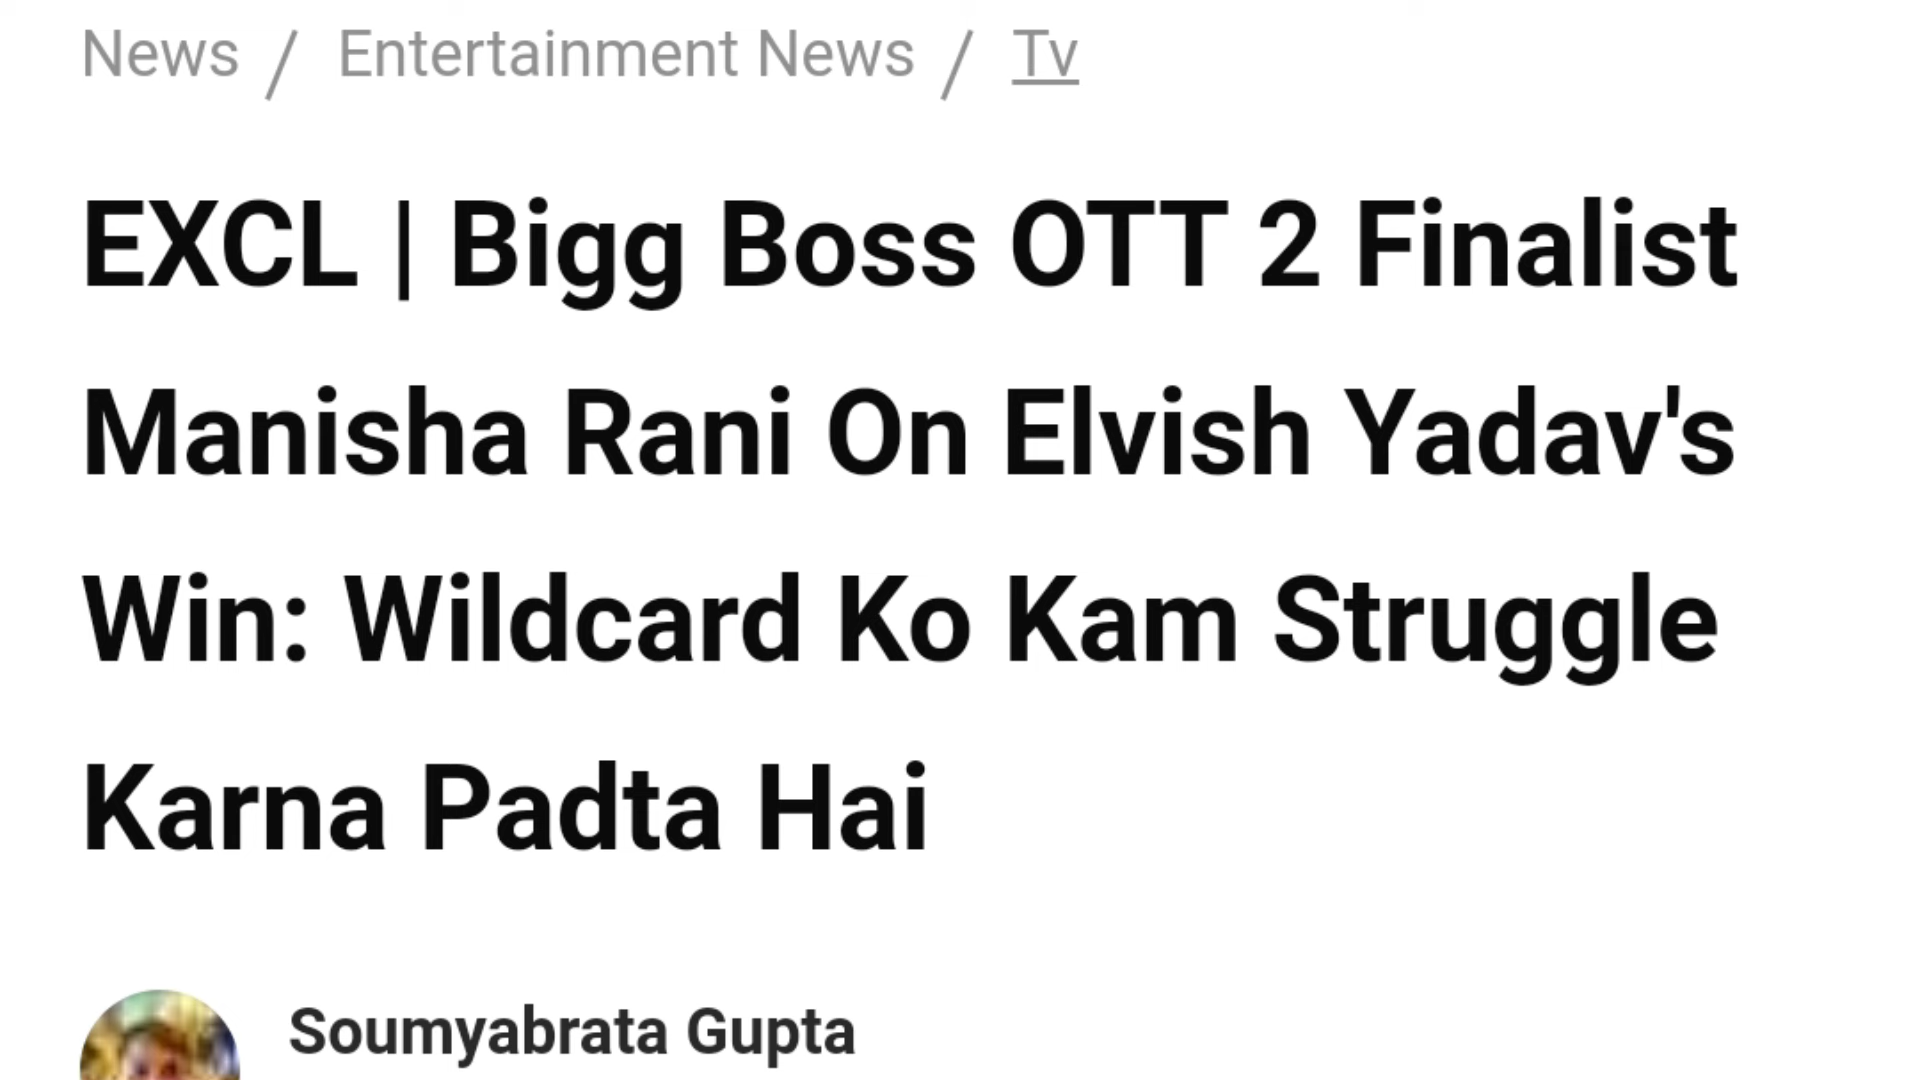 News / Entertainment News / Tv
EXCL | Bigg Boss OTT 2 Finalist
Manisha Rani On Elvish Yadav's
Win: Wildcard Ko Kam Struggle
Karna Padta Hai
Soumyabrata Gupta